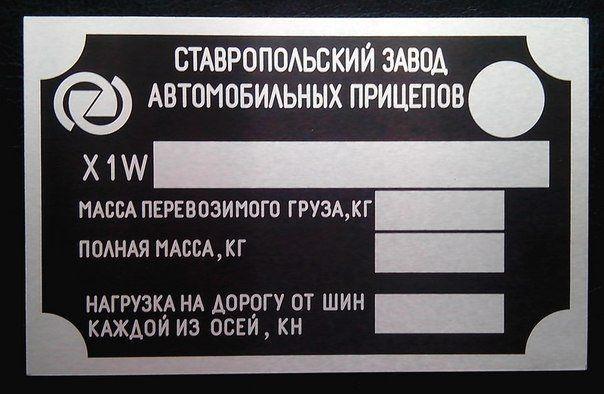 СТАВРОПОЛЬСКИЙ ЗАВОД
АВТОМОБИЛЬНЫХ ПРИЦЕПОВ
X1W
МАССА ПЕРЕВОЗИМОГО ГРУЗА,КГ
ПОЛНАЯ МАССА,КГ
НАГРУЗКА НА ДОРОГУ ОТ ШИН
КАЖДОЙ ИЗ ОСЕЙ, КН